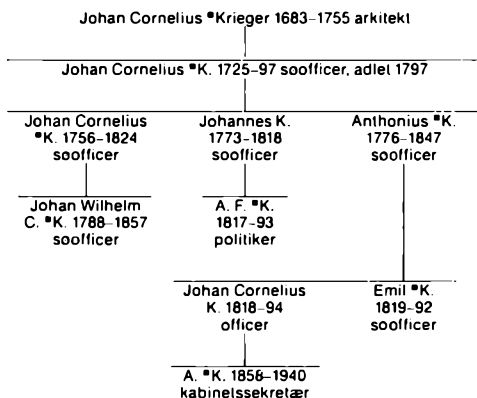 Johan Cornelius *Krieger 1683-1755 arkitekt
Johan Cornelius *K. 1725-97 søofficer, adlet 1797
Johan Cornelius
*K. 1756-1824
søofficer
Johannes K.
1773-1818
søofficer
Anthonius *K.
1776-1847
søofficer
Johan Wilhelm
C. *K. 1788-1857
søofficer
A. F. *K.
1817-93
politiker
Johan Cornelius
K. 1818-94
officer
Emil *K.
1819-92
søofficer
A. *K. 1858-1940
kabinetssekretær